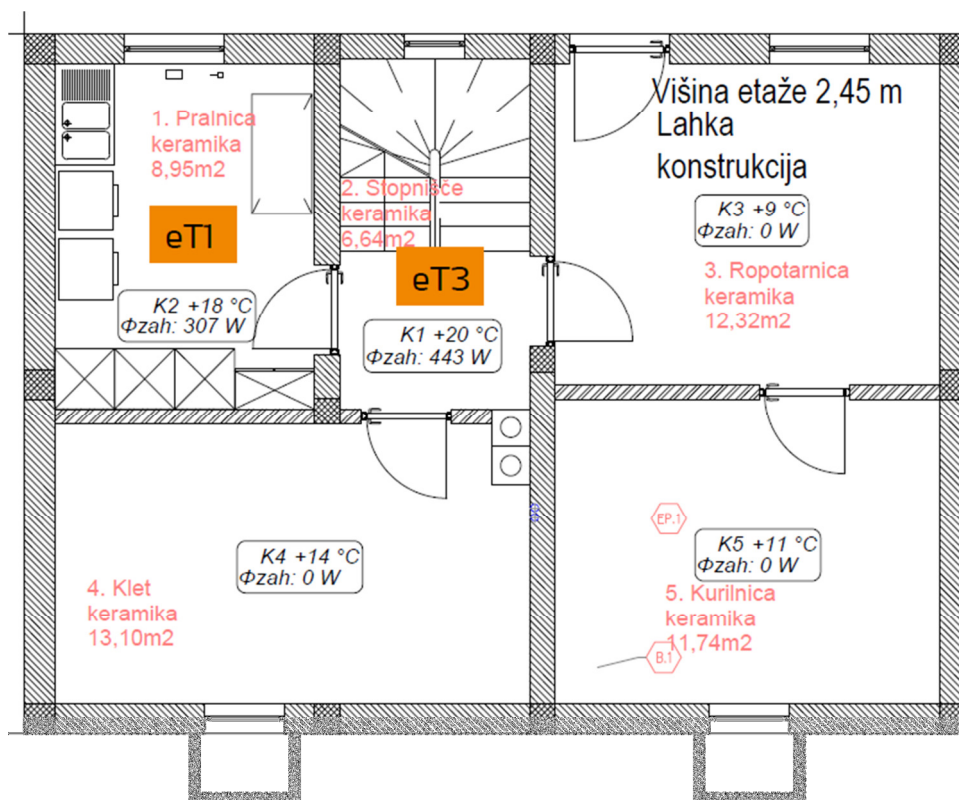 Višina etaže 2,45 m
Lahka
konstrukcija
1. Pralnica
keramika
8,95m2
eT1
K2 +18 °C
Φzah: 307 W
2. Stopnišče
keramika
6,64m2
eT3
K1 +20 °C
Φzah: 443 W
K3 +9 °C
Φzah: 0 W
3. Ropotarnica
keramika
12,32m2
K4 +14 °C
Φzah: 0 W
4. Klet
keramika
13,10m2
EP.1
K5 +11 °C
Φzah: 0 W
5. Kurilnica
keramika
11,74m2
B.1